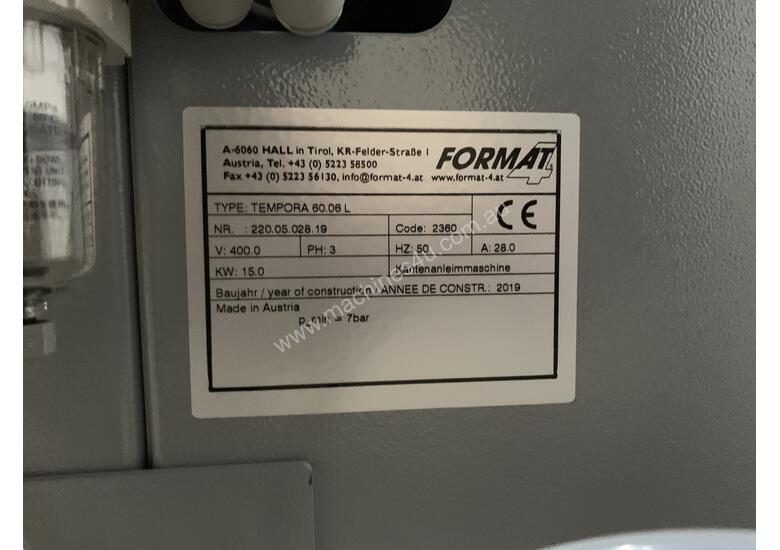 A-6060 HALL in Tirol, KR-Felder-Straße 1
Austria, Tel. +43 (0) 5223 58500
Fax +43 (0) 5223 56130, info@format-4.at www.format-4.at
FORMAT 4
TYPE: TEMPORA 60.06 L
NR. : 220.05.028.19 Code: 2360
CE
V: 400.0 PH: 3 HZ: 50 A: 28.0
KW: 15.0 Kantenanleimmaschine
Baujahr / year of construction / ANNEE DE CONSTR.: 2019
Made in Austria
p. min. = 7bar
www.machines4u.com.au